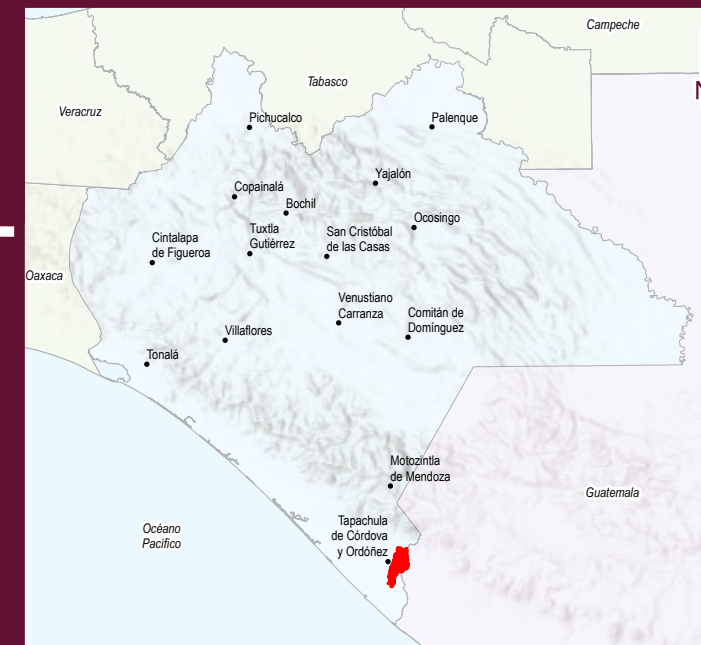 Campeche
Tabasco
N
Veracruz
Pichucalco
Palenque
Yajalón
Copainalá
Bochil
Ocosingo
Tuxtla
Gutiérrez
San Cristóbal
de las Casas
Cintalapa
de Figueroa
Oaxaca
Venustiano
Carranza
Comitán de
Domínguez
Villaflores
Tonalá
Motozintla
de Mendoza
Guatemala
Tapachula
de Córdova
y Ordóñez
Océano
Pacifico